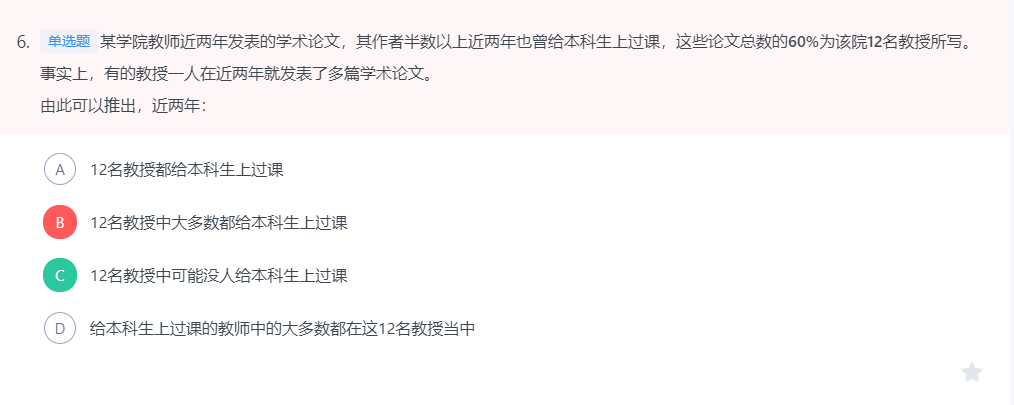 6. 单选题 某学院教师近两年发表的学术论文，其作者半数以上近两年也曾给本科生上过课，这些论文总数的60%为该院12名教授所写。
事实上，有的教授一人在近两年就发表了多篇学术论文。
由此可以推出，近两年：
A 12名教授都给本科生上过课
B 12名教授中大多数都给本科生上过课
C 12名教授中可能没人给本科生上过课
D 给本科生上过课的教师中的大多数都在这12名教授当中